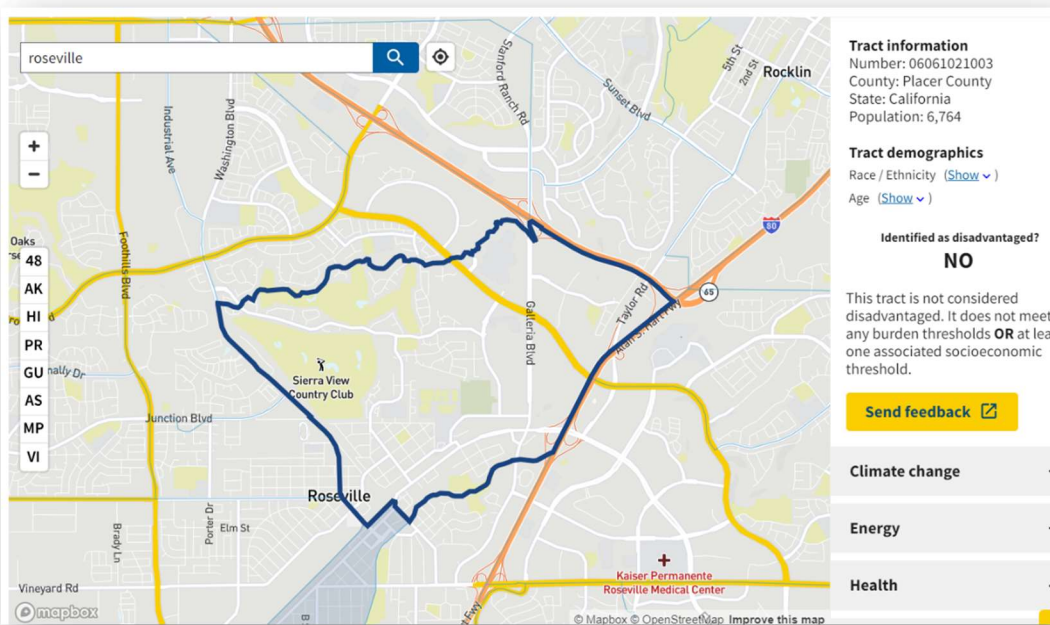 roseville
Stanford Ranch Rd
5th St
2nd St
Rocklin
Sunset Blvd
Industrial Ave
Washington Blvd
+
−
80
Oaks
48
Foothills Blvd
AK
65
HI
Taylor Rd
Galleria Blvd
PR
GU
nally Dr
Sierra View
Country Club
AS
Junction Blvd
MP
VI
Roseville
Porter Dr
Elm St
Brady Ln
Kaiser Permanente
Roseville Medical Center
Vineyard Rd
mapbox
Fwy
© Mapbox © OpenStreetMap Improve this map
Tract information
Number: 06061021003
County: Placer County
State: California
Population: 6,764
Tract demographics
Race / Ethnicity (Show)
Age (Show)
Identified as disadvantaged?
NO
This tract is not considered
disadvantaged. It does not meet
any burden thresholds OR at lea
one associated socioeconomic
threshold.
Send feedback
Climate change
Energy
Health